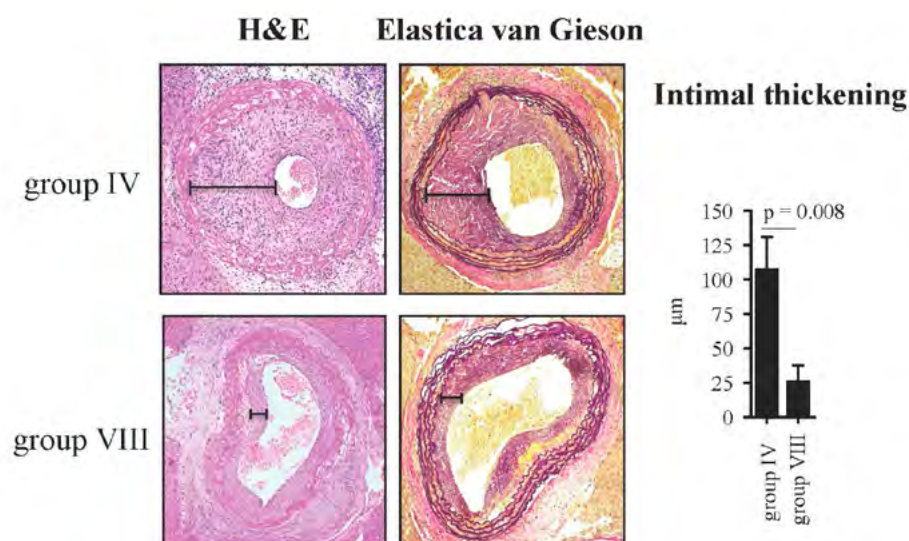 H&E
Elastica van Gieson
group IV
group VIII
Intimal thickening
p = 0.008
150
125
100
75
50
25
0
µm
group IV
group VIII